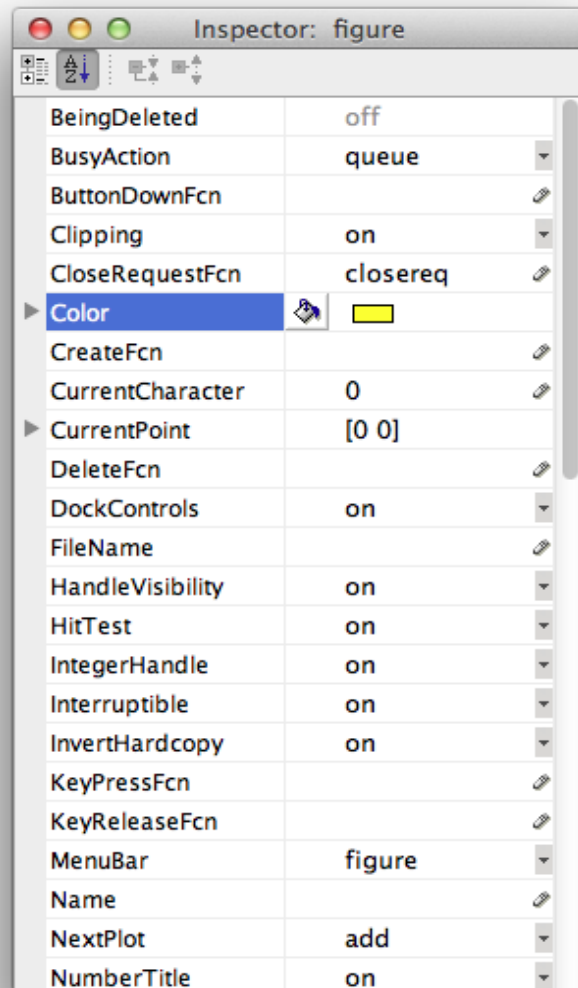 Inspector: figure
BeingDeleted off
BusyAction queue
ButtonDownFcn
Clipping on
CloseRequestFcn closereq
Color
CreateFcn
CurrentCharacter 0
CurrentPoint [0 0]
DeleteFcn
DockControls on
FileName
HandleVisibility on
HitTest on
IntegerHandle on
Interruptible on
InvertHardcopy on
KeyPressFcn
KeyReleaseFcn
MenuBar figure
Name
NextPlot add
NumberTitle on